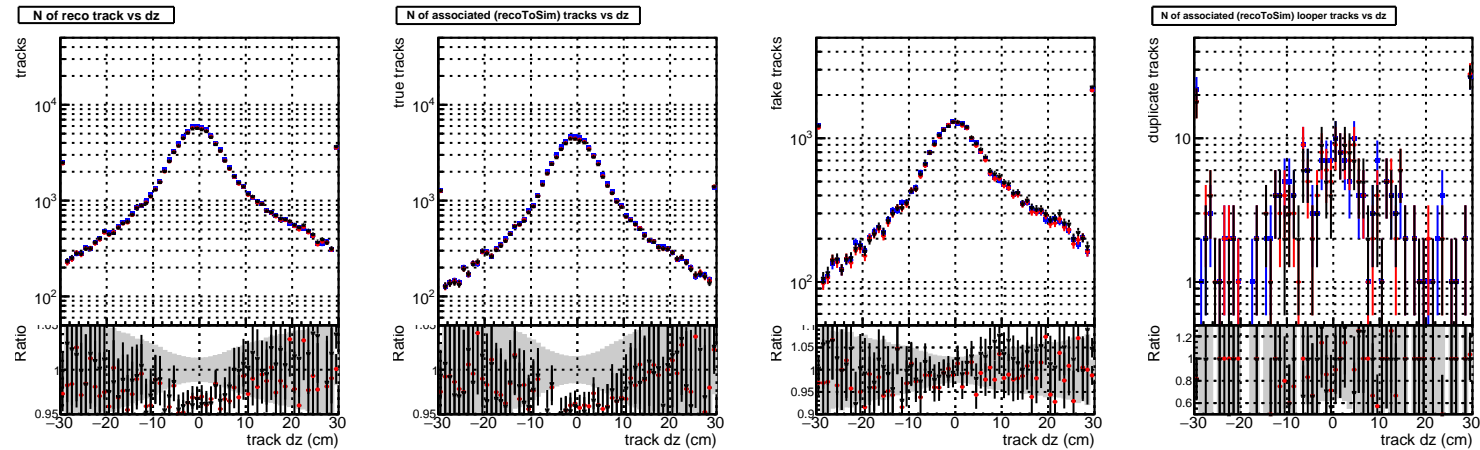 N of reco track vs dz
tracks
10⁴
10³
10²
Ratio
1
0.95
−30 −20 −10 0 10 20 30
track dz (cm)
N of associated (recoToSim) tracks vs dz
true tracks
10⁴
10³
10²
Ratio
1
0.95
−30 −20 −10 0 10 20 30
track dz (cm)
fake tracks
10³
10²
Ratio
1.05
1
0.95
0.9
−30 −20 −10 0 10 20 30
track dz (cm)
N of associated (recoToSim) looper tracks vs dz
duplicate tracks
10
1
Ratio
1.2
1
0.8
0.6
−30 −20 −10 0 10 20 30
track dz (cm)